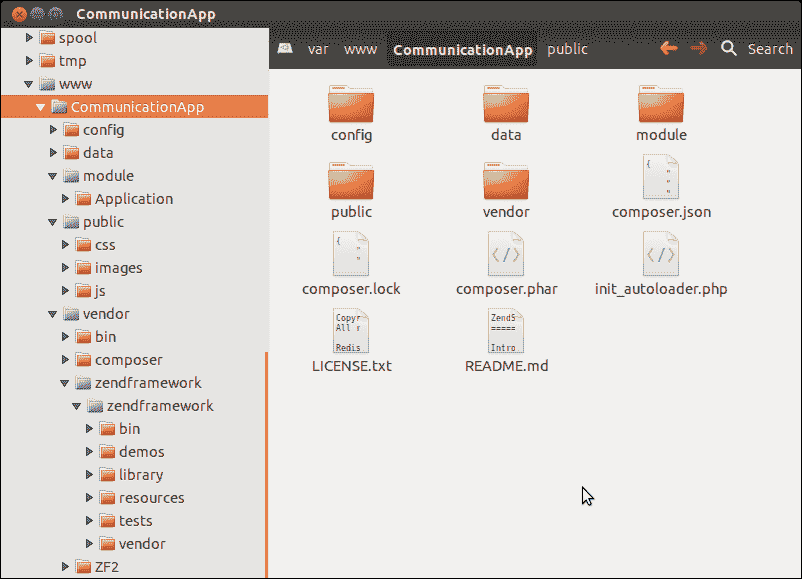 CommunicationApp
spool
tmp
www
CommunicationApp
config
data
module
Application
public
css
images
js
vendor
bin
composer
zendframework
zendframework
bin
demos
library
resources
tests
vendor
ZF2
var www CommunicationApp public Search
config data module
public vendor
{
"
"
composer.json
{
"
composer.lock
</>
composer.phar
</>
init_autoloader.php
Copyr
All r
Redis
LICENSE.txt
ZendS
=====
Intro
README.md